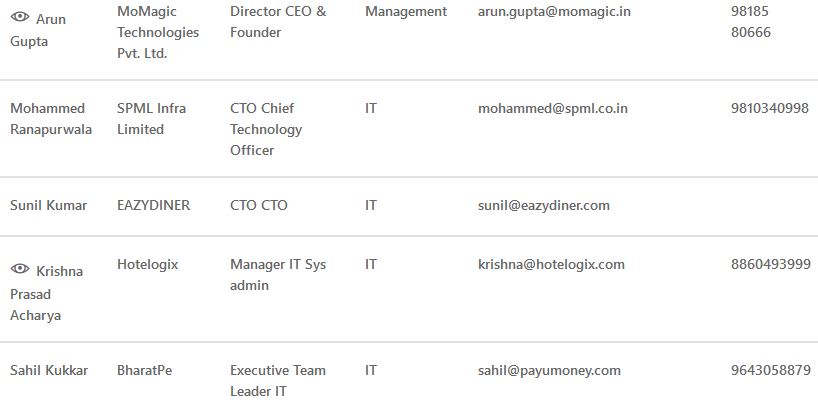 Arun Gupta MoMagic Technologies Pvt. Ltd. Director CEO & Founder Management arun.gupta@momagic.in 98185 80666
Mohammed Ranapurwala SPML Infra Limited CTO Chief Technology Officer IT mohammed@spml.co.in 9810340998
Sunil Kumar EAZYDINER CTO CTO IT sunil@eazydiner.com
Krishna Prasad Acharya Hotelogix Manager IT Sys admin IT krishna@hotelogix.com 8860493999
Sahil Kukkar BharatPe Executive Team Leader IT IT sahil@payumoney.com 9643058879